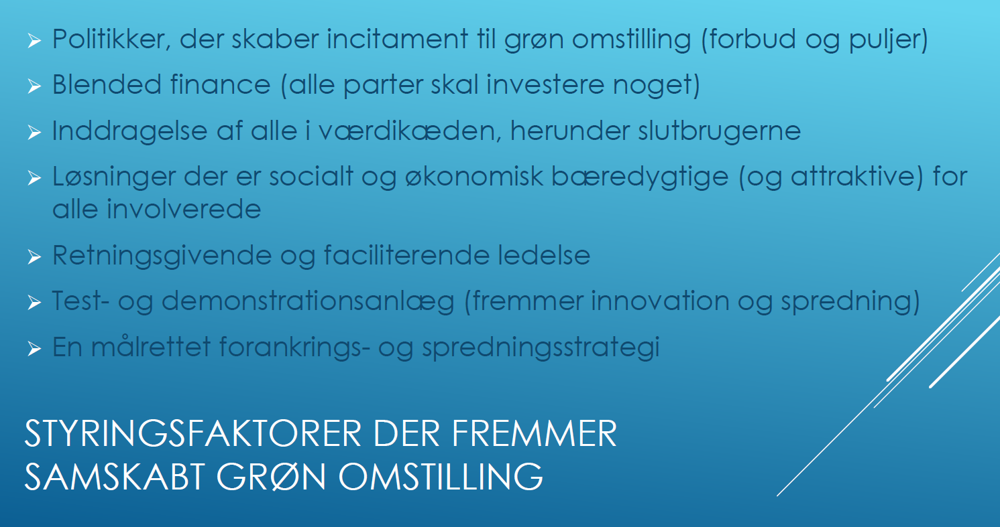 Politikker, der skaber incitament til grøn omstilling (forbud og puljer)
Blended finance (alle parter skal investere noget)
Inddragelse af alle i værdikæden, herunder slutbrugerne
Løsninger der er socialt og økonomisk bæredygtige (og attraktive) for
alle involverede
Retningsgivende og faciliterende ledelse
Test- og demonstrationsanlæg (fremmer innovation og spredning)
En målrettet forankrings- og spredningsstrategi
STYRINGSFAKTORER DER FREMMER
SAMSKABT GRØN OMSTILLING